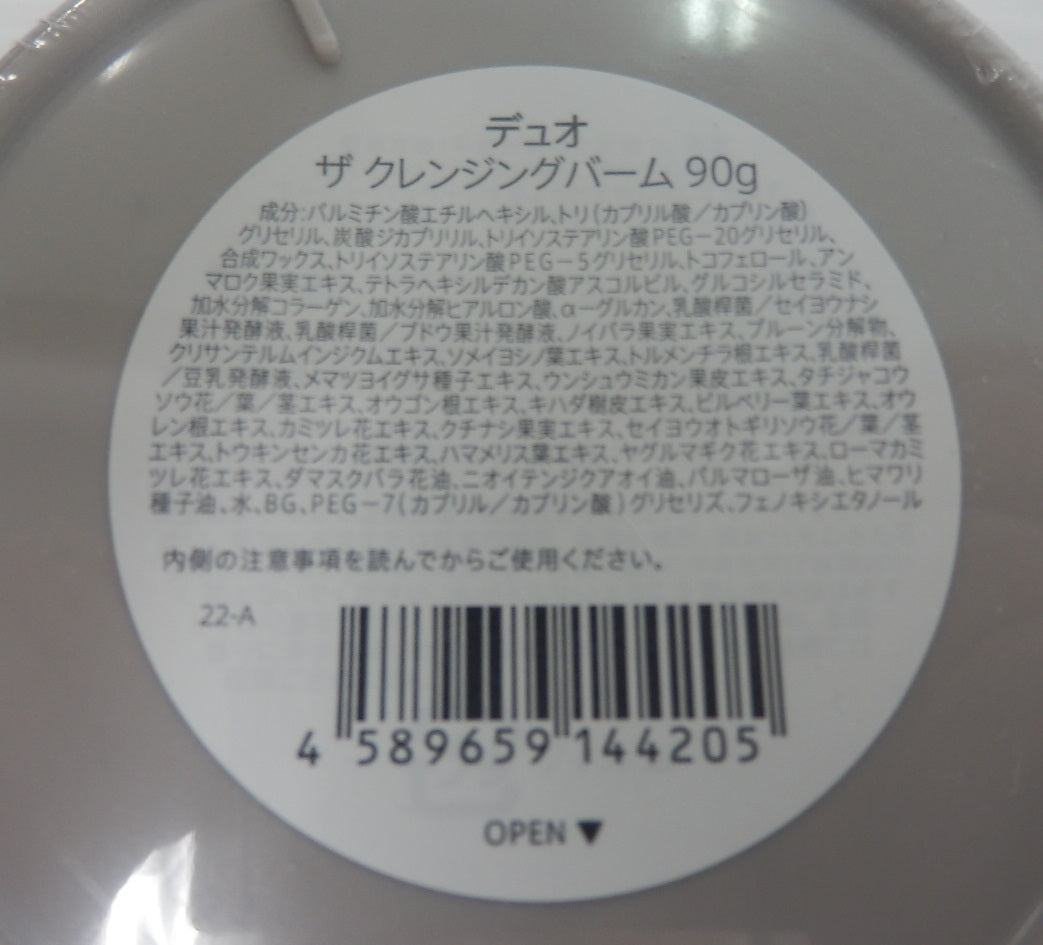 デュオ
ザ クレンジングバーム 90g
成分:パルミチン酸エチルヘキシル、トリ(カプリル酸/カプリン酸)
グリセリル、炭酸ジカプリリル、トリイソステアリン酸PEG-20グリセリル、
合成ワックス、トリイソステアリン酸PEG-5グリセリル、トコフェロール、アン
マロク果実エキス、テトラヘキシルデカン酸アスコルビル、グルコシルセラミド、
加水分解コラーゲン、加水分解ヒアルロン酸、α-グルカン、乳酸桿菌/セイヨウナシ
果汁発酵液、乳酸桿菌/ブドウ果汁発酵液、ノイバラ果実エキス、プルーン分解物、
クリサンテルムインジクムエキス、ソメイヨシノ葉エキス、トルメンチラ根エキス、乳酸桿菌
/豆乳発酵液、メマツヨイグサ種子エキス、ウンシュウミカン果皮エキス、タチジャコウ
ソウ花/葉/茎エキス、オウゴン根エキス、キハダ樹皮エキス、ビルベリー葉エキス、オウ
レン根エキス、カミツレ花エキス、クチナシ果実エキス、セイヨウオトギリソウ花/葉/茎
エキス、トウキンセンカ花エキス、ハマメリス葉エキス、ヤグルマギク花エキス、ローマカミ
ツレ花エキス、ダマスクバラ花油、ニオイテンジクアオイ油、パルマローザ油、ヒマワリ
種子油、水、BG、PEG-7(カプリル/カプリン酸)グリセリズ、フェノキシエタノール
内側の注意事項を読んでからご使用ください。
22-A
4 589659 144205
OPEN ▼